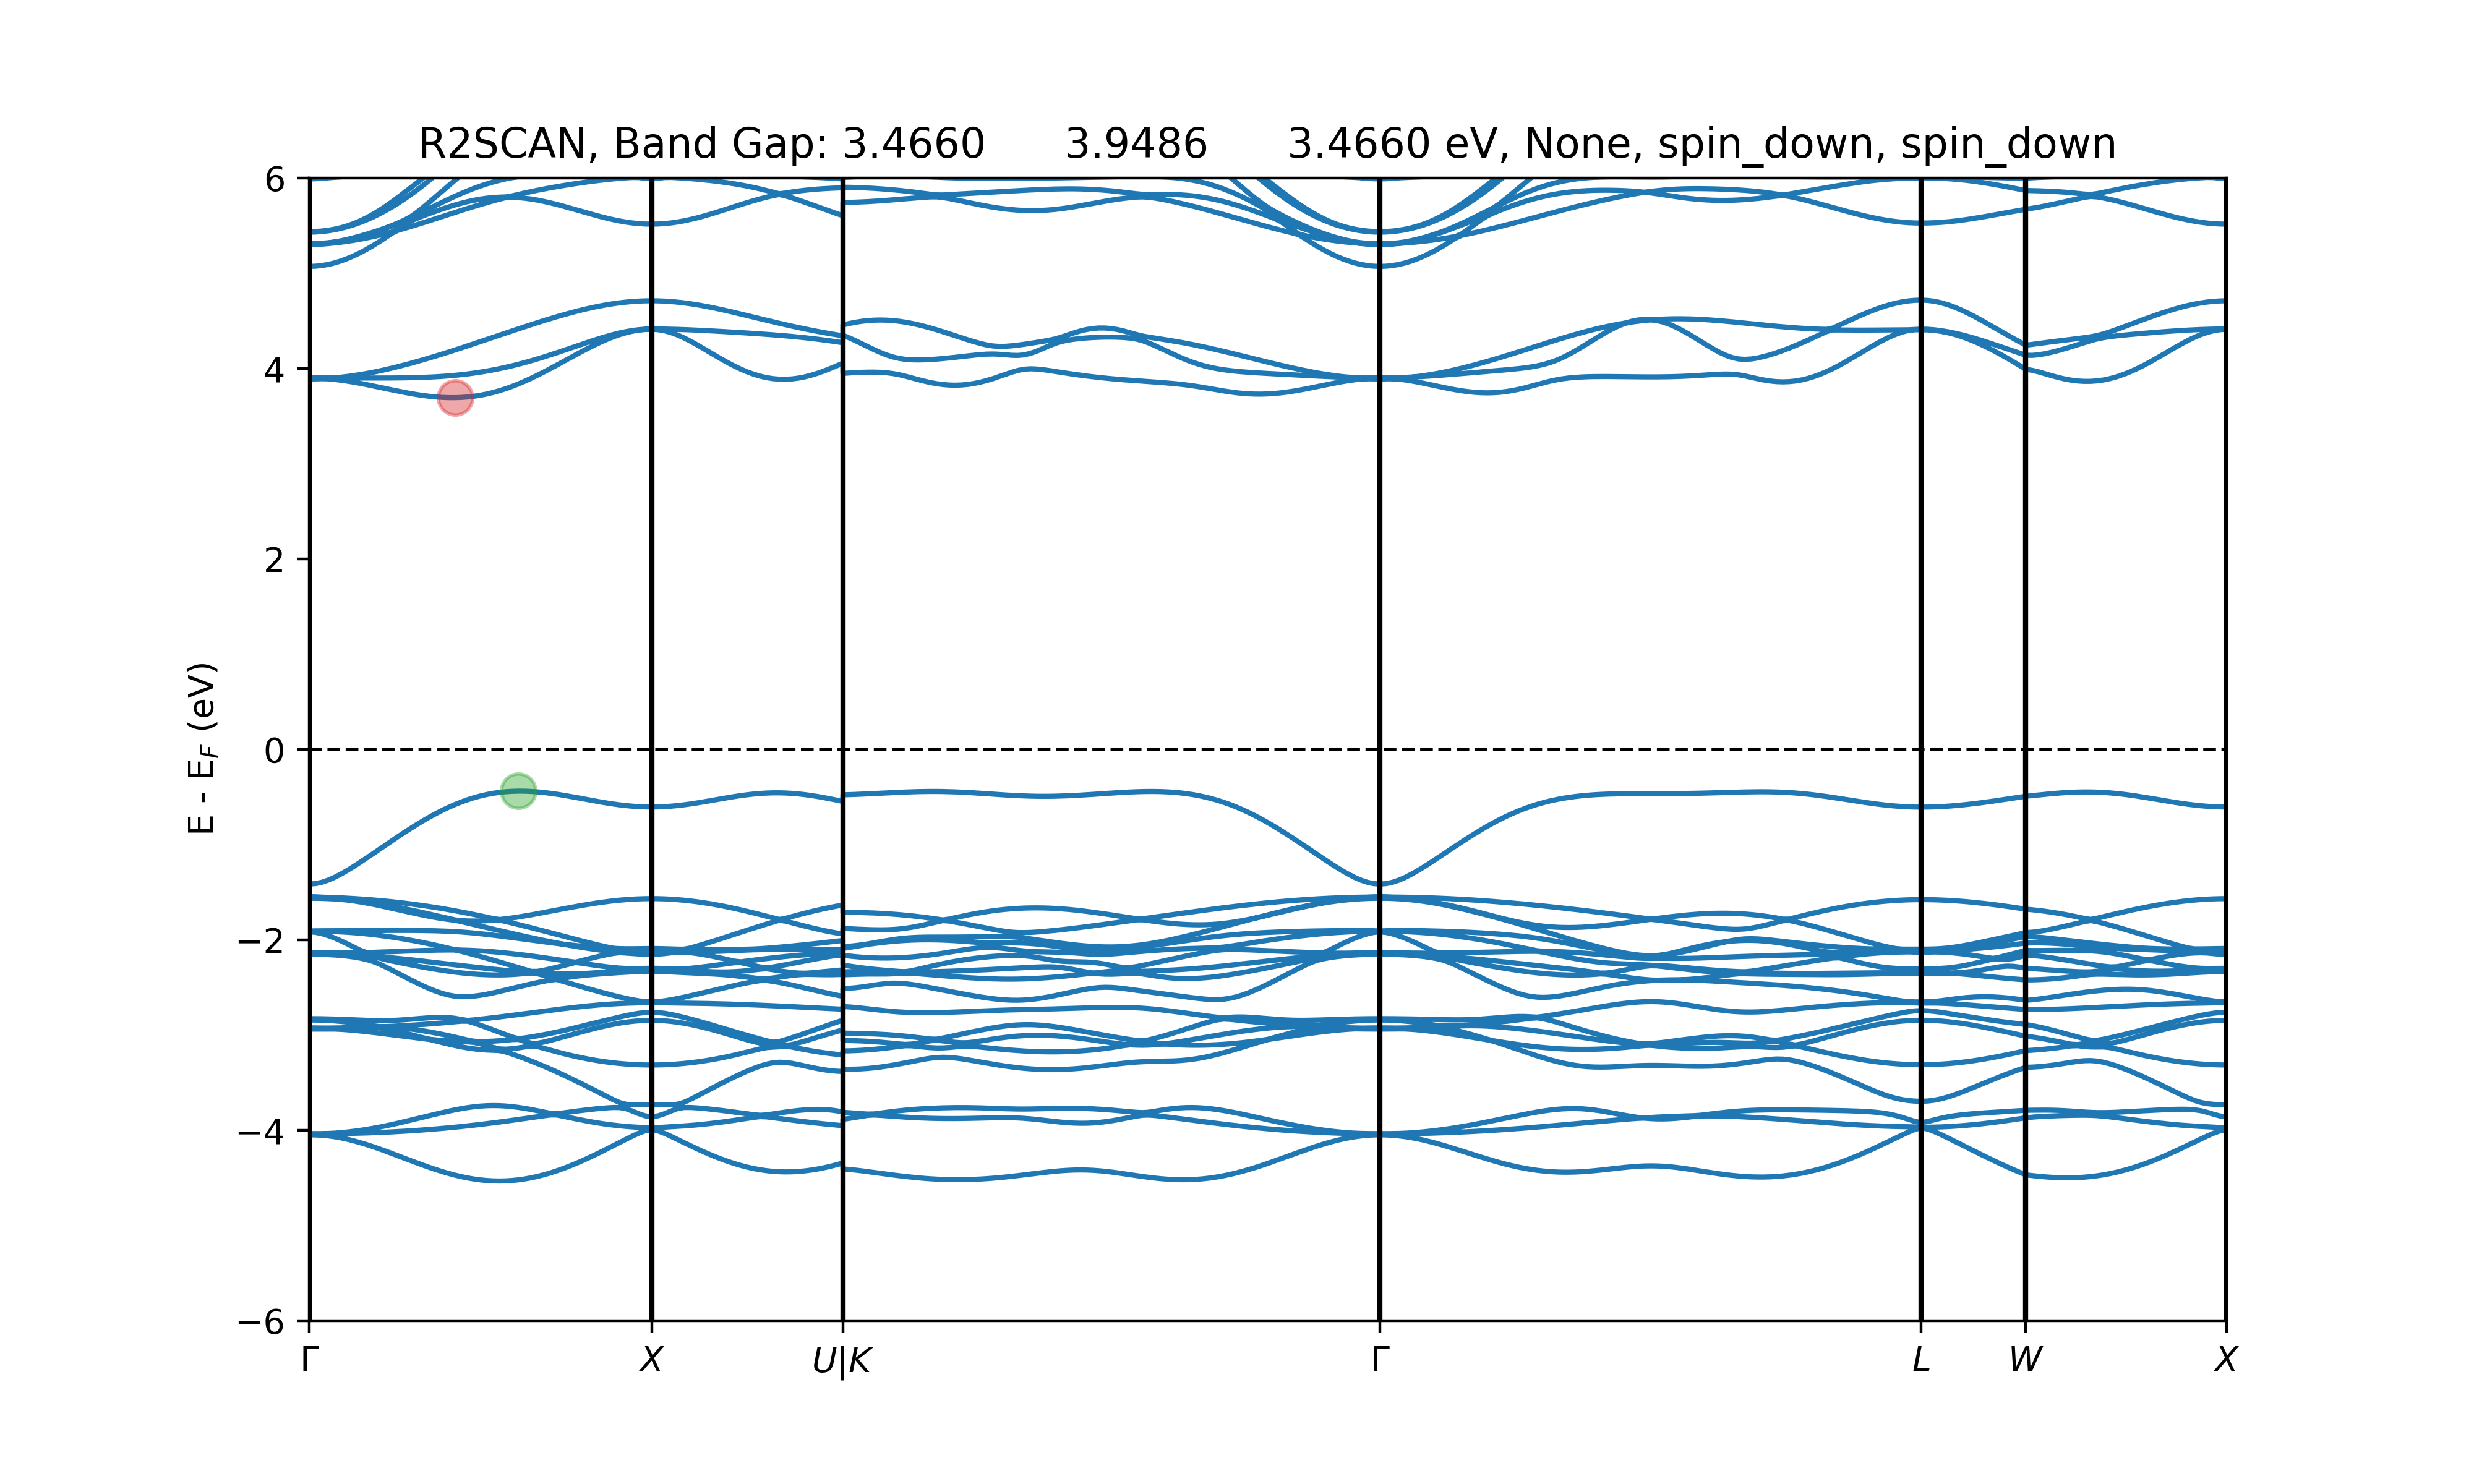 R2SCAN, Band Gap: 3.4660 3.9486 3.4660 eV, None, spin_down, spin_down
6
4
2
0
−2
−4
−6
E - E_F (eV)
Γ X U|K Γ L W X